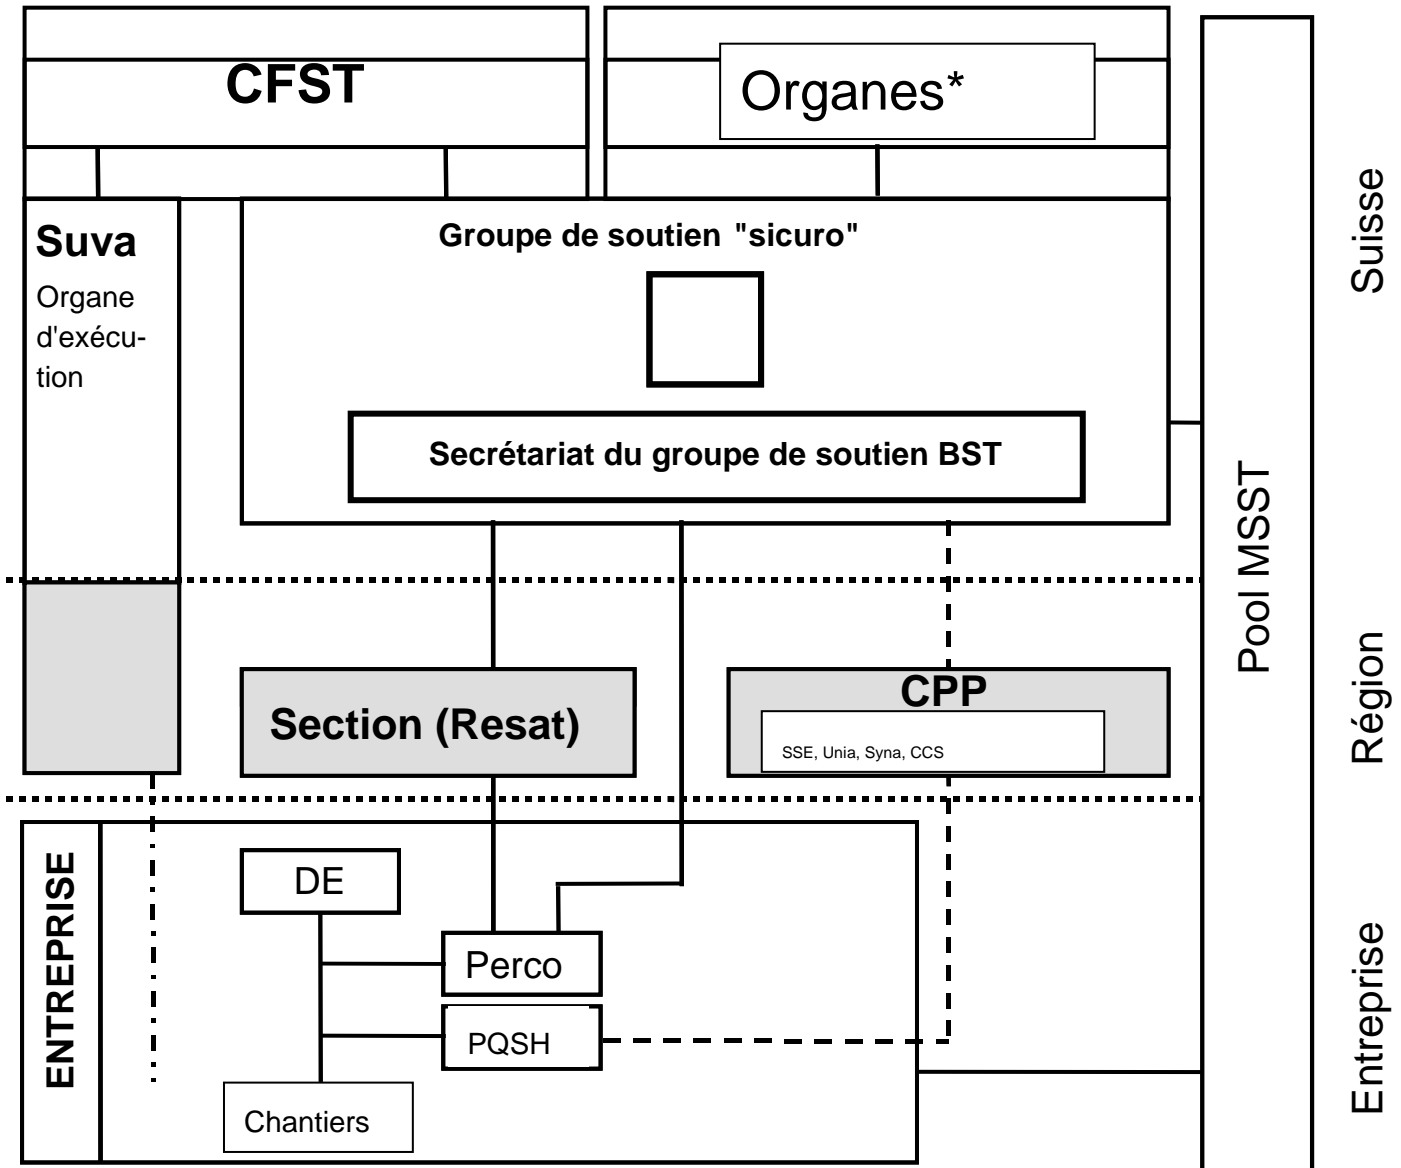 CFST
Organes*
Suva
Organe
d'exécu-
tion
Groupe de soutien "sicuro"
Secrétariat du groupe de soutien BST
Suisse
Pool MSST
Section (Resat)
CPP
SSE, Unia, Syna, CCS
Région
ENTREPRISE
DE
Perco
PQSH
Chantiers
Entreprise